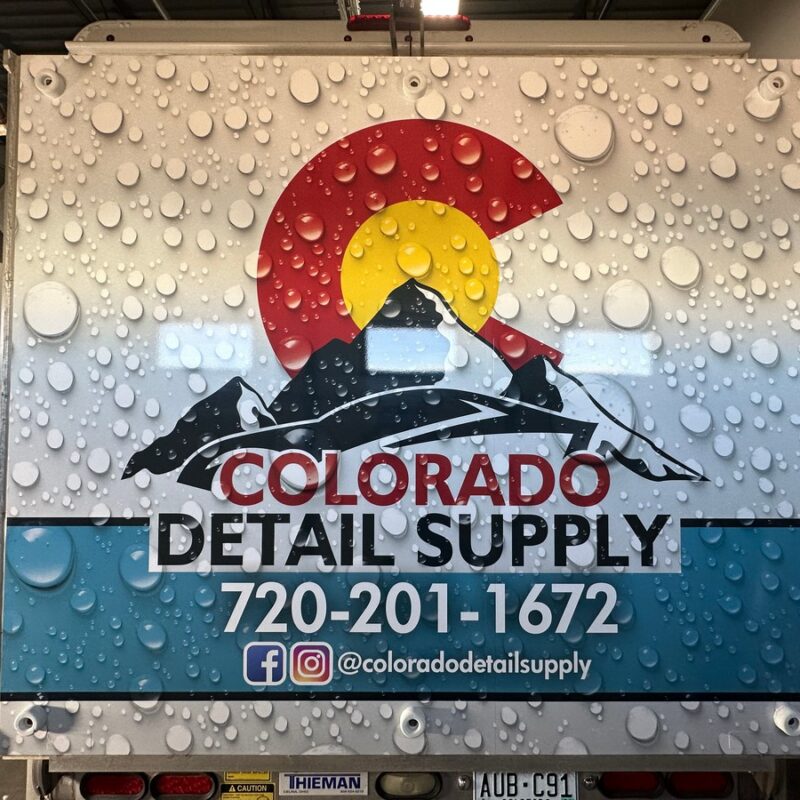 COLORADO
DETAIL SUPPLY
720-201-1672
@coloradodetailsupply
CAUTION
THIEMAN
AUB·C91